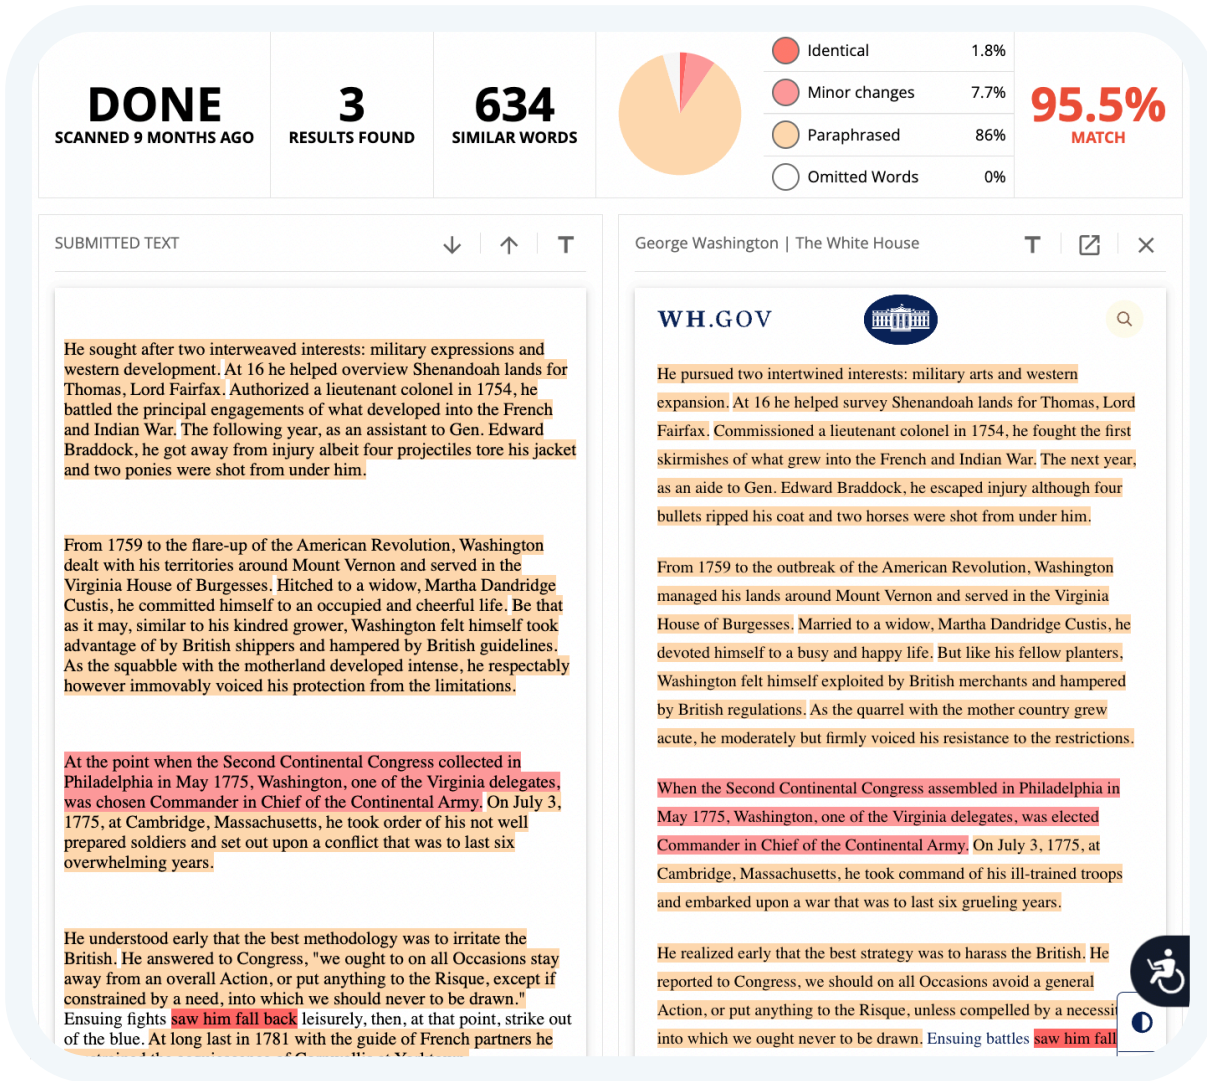 DONE
SCANNED 9 MONTHS AGO
3
RESULTS FOUND
634
SIMILAR WORDS
Identical 1.8%
Minor changes 7.7%
Paraphrased 86%
Omitted Words 0%
95.5%
MATCH
SUBMITTED TEXT
He sought after two interweaved interests: military expressions and
western development. At 16 he helped overview Shenandoah lands for
Thomas, Lord Fairfax. Authorized a lieutenant colonel in 1754, he
battled the principal engagements of what developed into the French
and Indian War. The following year, as an assistant to Gen. Edward
Braddock, he got away from injury albeit four projectiles tore his jacket
and two ponies were shot from under him.
From 1759 to the flare-up of the American Revolution, Washington
dealt with his territories around Mount Vernon and served in the
Virginia House of Burgesses. Hitched to a widow, Martha Dandridge
Custis, he committed himself to an occupied and cheerful life. Be that
as it may, similar to his kindred grower, Washington felt himself took
advantage of by British shippers and hampered by British guidelines.
As the squabble with the motherland developed intense, he respectably
however immovably voiced his protection from the limitations.
At the point when the Second Continental Congress collected in
Philadelphia in May 1775, Washington, one of the Virginia delegates,
was chosen Commander in Chief of the Continental Army. On July 3,
1775, at Cambridge, Massachusetts, he took order of his not well
prepared soldiers and set out upon a conflict that was to last six
overwhelming years.
He understood early that the best methodology was to irritate the
British. He answered to Congress, "we ought to on all Occasions stay
away from an overall Action, or put anything to the Risque, except if
constrained by a need, into which we should never to be drawn."
Ensuing fights saw him fall back leisurely, then, at that point, strike out
of the blue. At long last in 1781 with the guide of French partners he
George Washington | The White House
WH.GOV
He pursued two intertwined interests: military arts and western
expansion. At 16 he helped survey Shenandoah lands for Thomas, Lord
Fairfax. Commissioned a lieutenant colonel in 1754, he fought the first
skirmishes of what grew into the French and Indian War. The next year,
as an aide to Gen. Edward Braddock, he escaped injury although four
bullets ripped his coat and two horses were shot from under him.
From 1759 to the outbreak of the American Revolution, Washington
managed his lands around Mount Vernon and served in the Virginia
House of Burgesses. Married to a widow, Martha Dandridge Custis, he
devoted himself to a busy and happy life. But like his fellow planters,
Washington felt himself exploited by British merchants and hampered
by British regulations. As the quarrel with the mother country grew
acute, he moderately but firmly voiced his resistance to the restrictions.
When the Second Continental Congress assembled in Philadelphia in
May 1775, Washington, one of the Virginia delegates, was elected
Commander in Chief of the Continental Army. On July 3, 1775, at
Cambridge, Massachusetts, he took command of his ill-trained troops
and embarked upon a war that was to last six grueling years.
He realized early that the best strategy was to harass the British. He
reported to Congress, we should on all Occasions avoid a general
Action, or put anything to the Risque, unless compelled by a necessit
into which we ought never to be drawn. Ensuing battles saw him fall